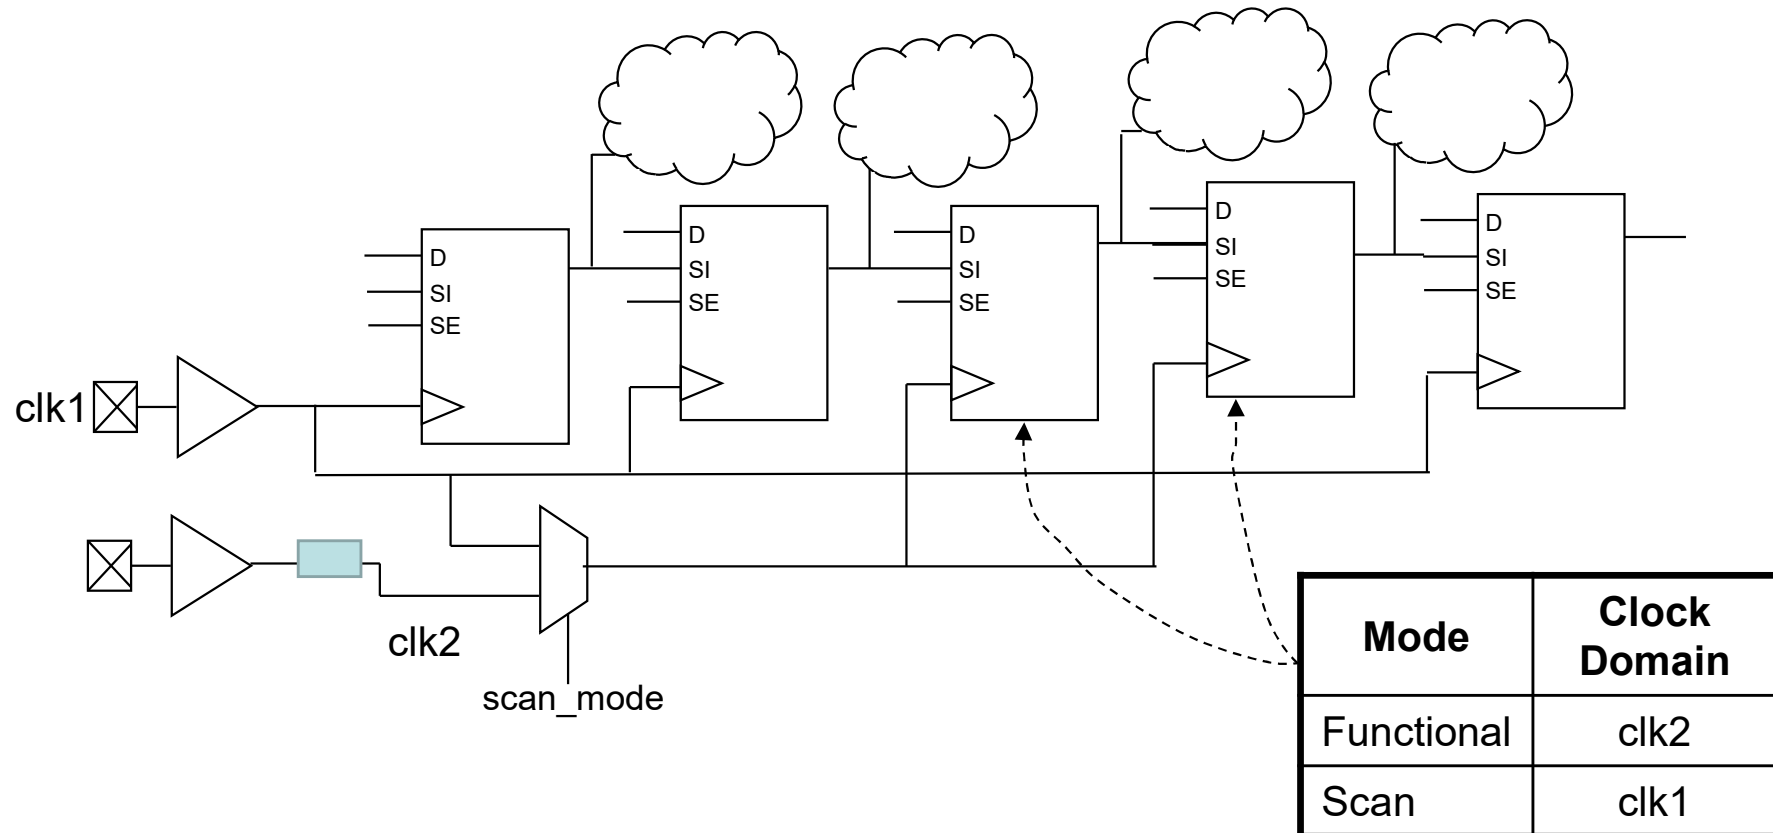 D
SI
SE
D
SI
SE
D
SI
SE
D
SI
SE
D
SI
SE
clk1
clk2
scan_mode
Mode
Clock
Domain
Functional
clk2
Scan
clk1